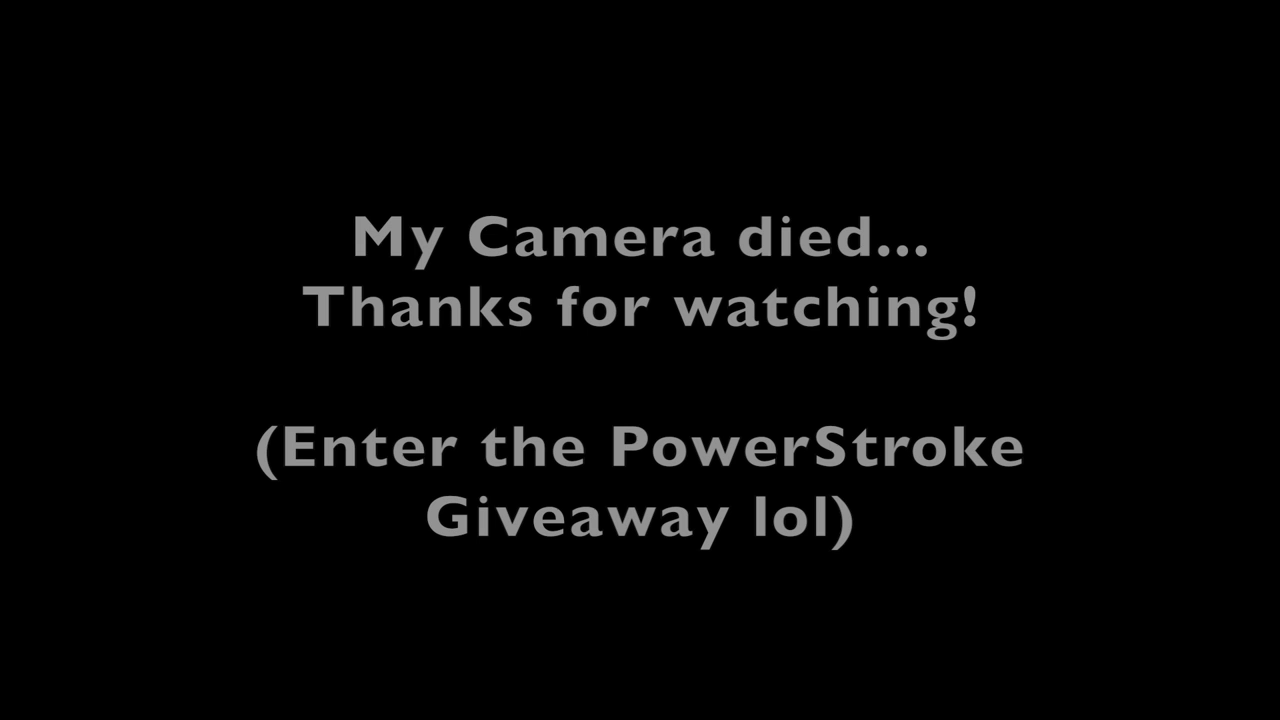 My Camera died...
Thanks for watching!
(Enter the PowerStroke
Giveaway lol)